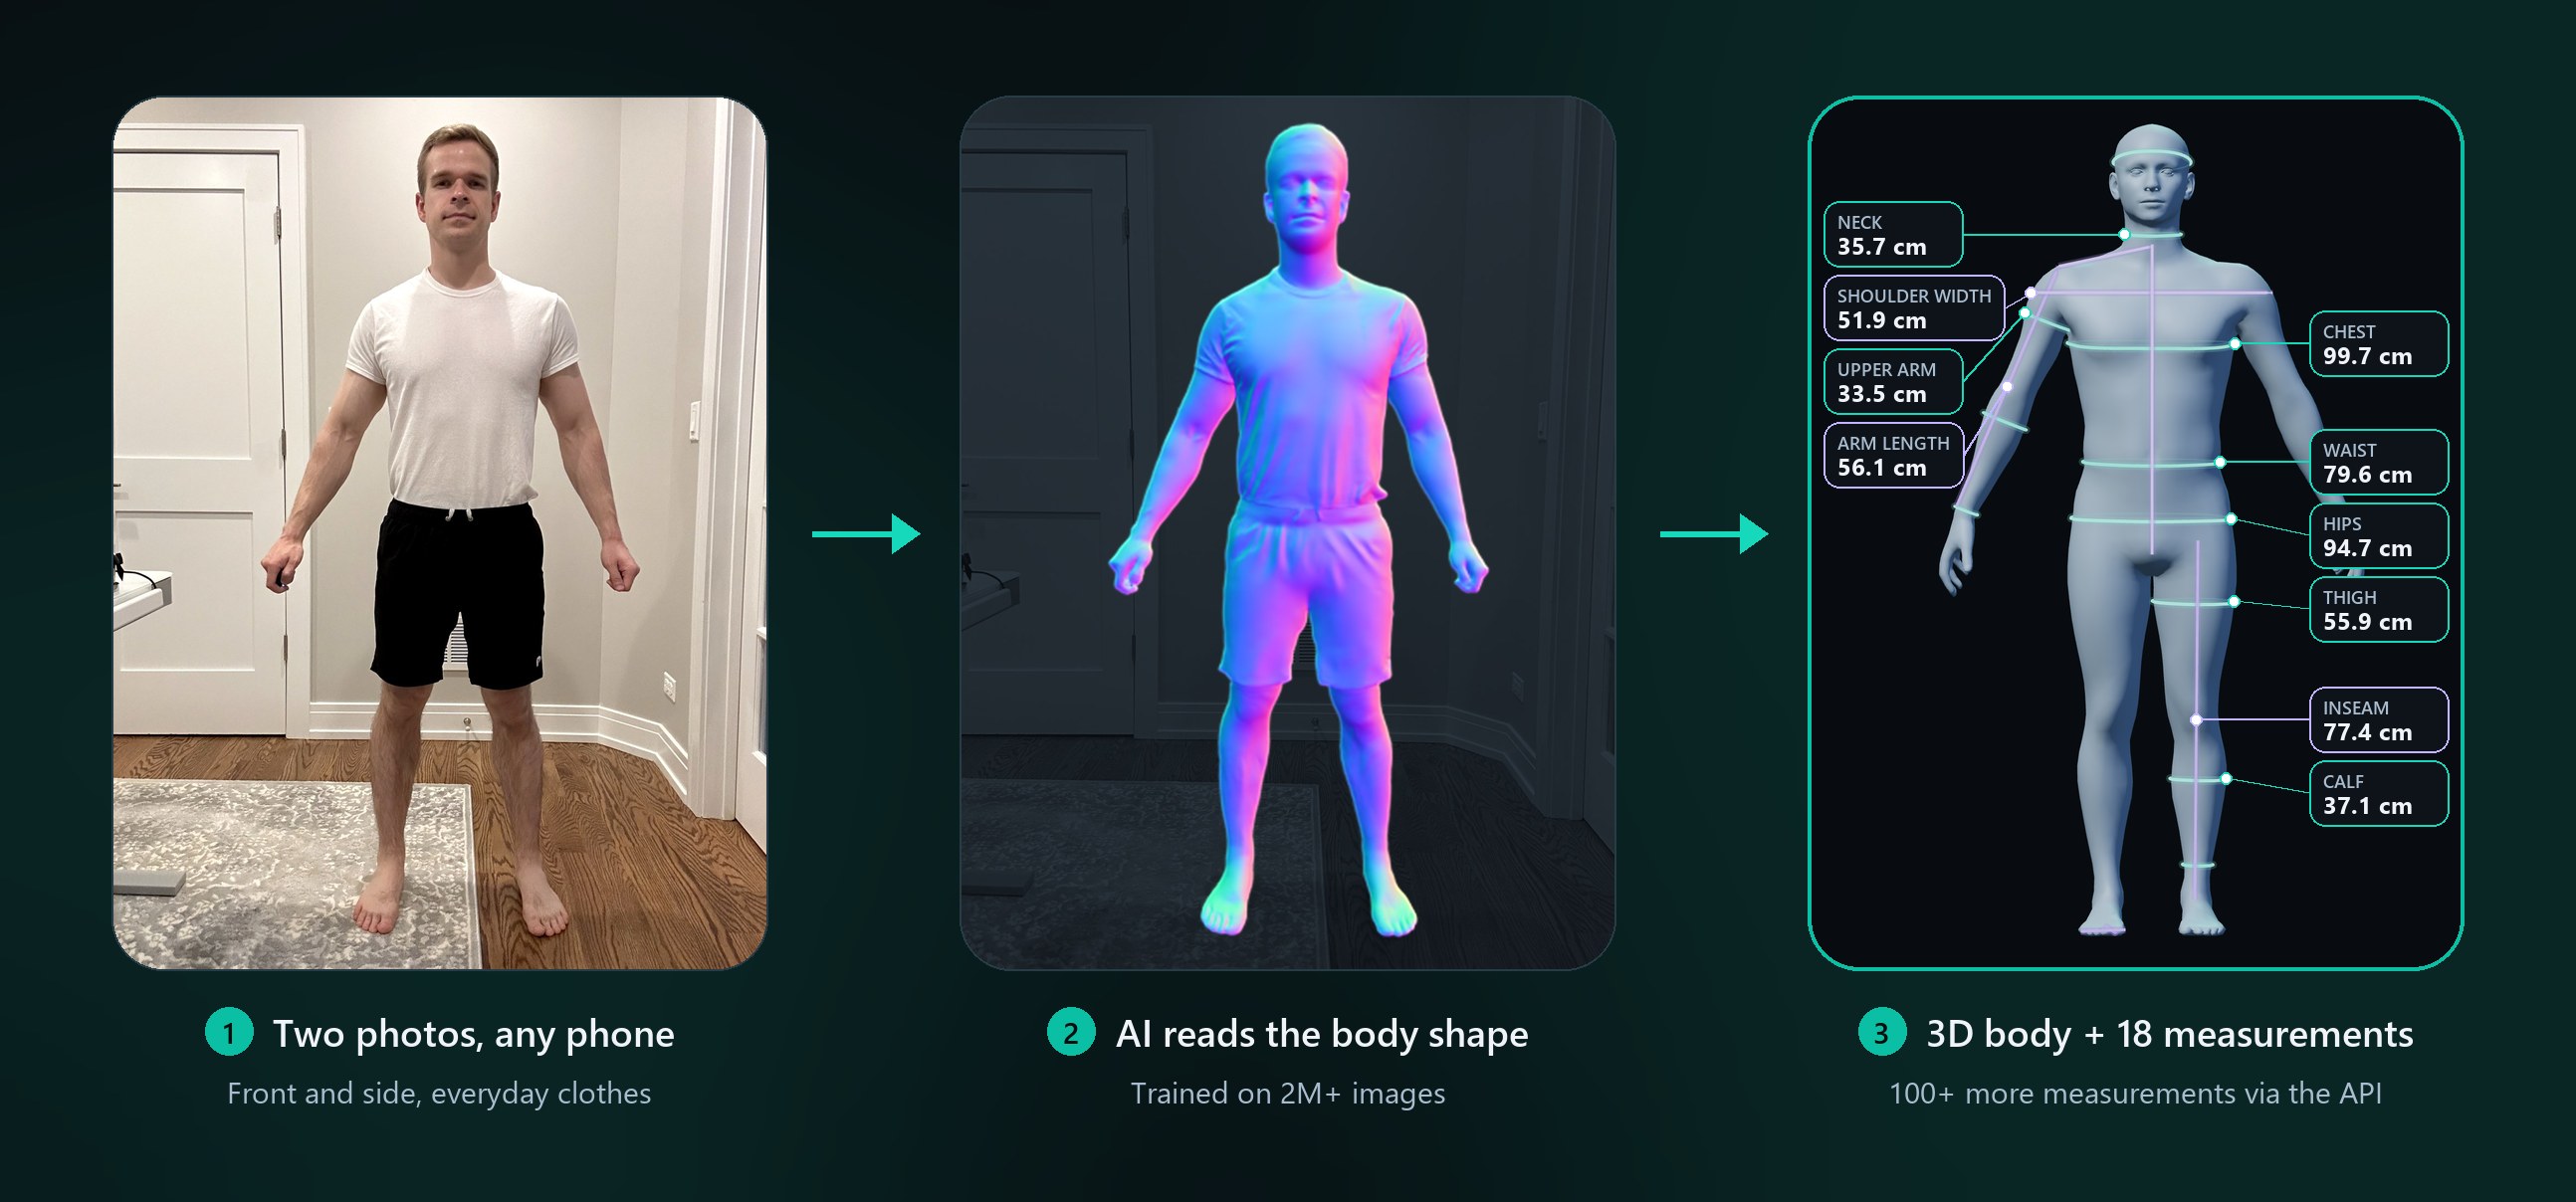 NECK
35.7 cm
SHOULDER WIDTH
51.9 cm
UPPER ARM
33.5 cm
ARM LENGTH
56.1 cm
CHEST
99.7 cm
WAIST
79.6 cm
HIPS
94.7 cm
THIGH
55.9 cm
INSEAM
77.4 cm
CALF
37.1 cm
1 Two photos, any phone
Front and side, everyday clothes
2 AI reads the body shape
Trained on 2M+ images
3 3D body + 18 measurements
100+ more measurements via the API